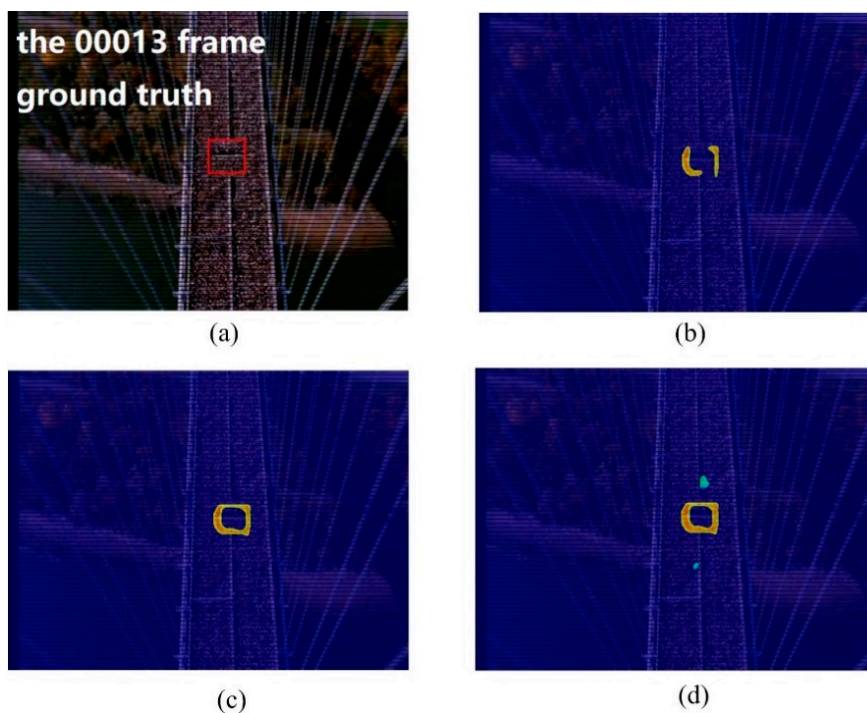 the 00013 frame
ground truth
(a)
(b)
(c)
(d)